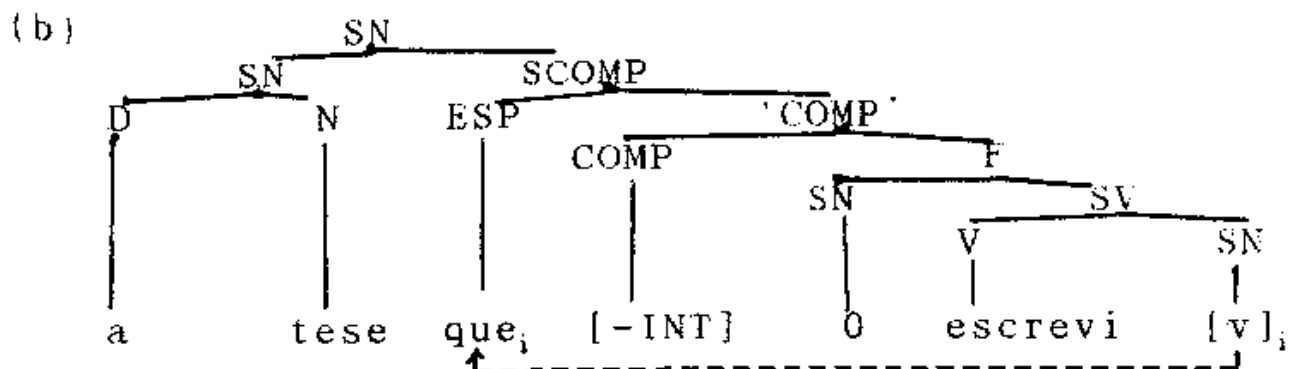 (b)
SN
SN SCOMP
D N ESP 'COMP'
COMP F
SN SV
V SN
a tese que_i [-INT] 0 escrevi [v]_i